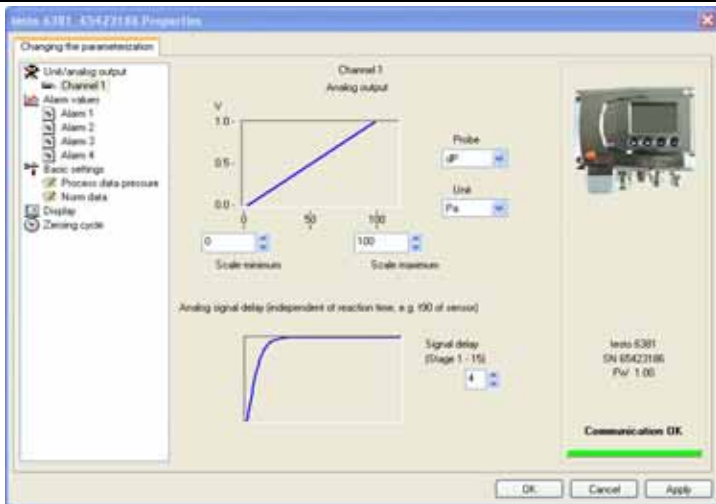 testo 6381 65423186 Properties
Changing the parameterization
Unit/analog output
Channel 1
Alarm values
Alarm 1
Alarm 2
Alarm 3
Alarm 4
Basic settings
Process data pressure
Norm data
Display
Zeroing cycle
Channel 1
Analog output
V
1.0
0.5
0.0
0
50
100
Probe
dP
Unit
Pa
0
100
Scale minimum
Scale maximum
Analog signal delay (independent of reaction time, e.g. t90 of sensor)
Signal delay
(Stage 1 - 15)
4
testo 6381
SN 65423186
FW 1.00
Communication OK
OK
Cancel
Apply